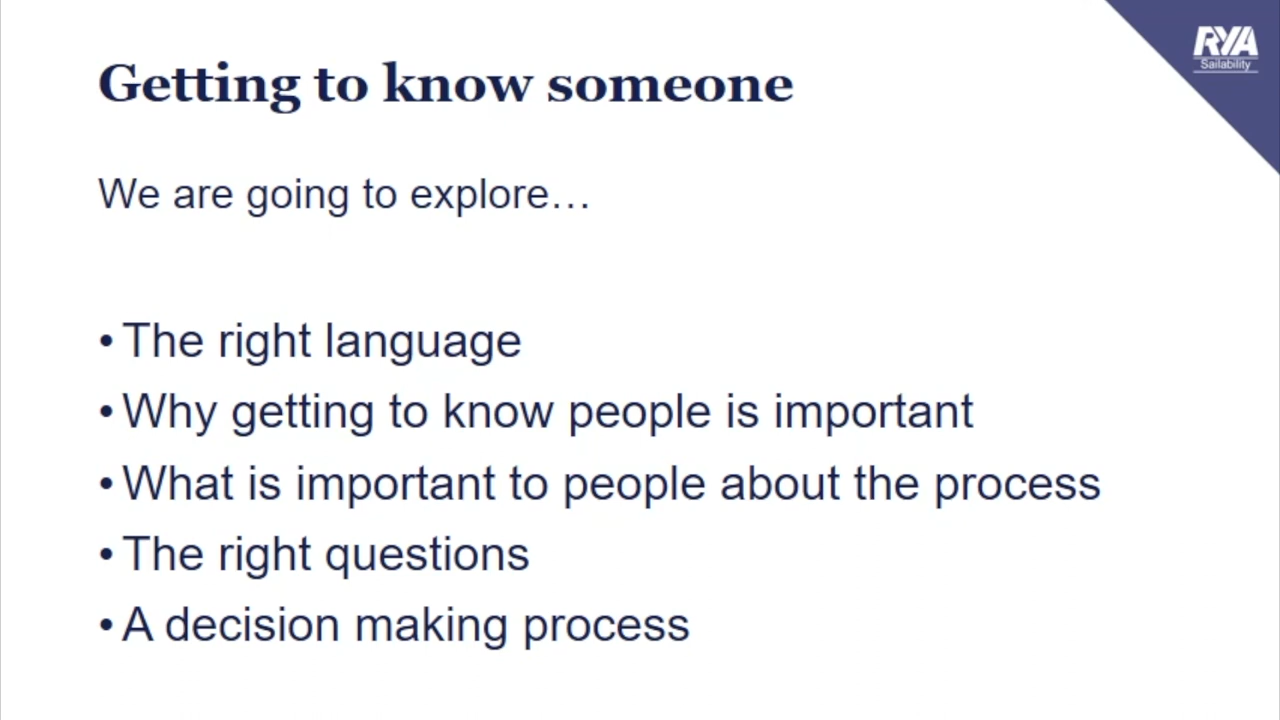 RYA
Sailability
Getting to know someone
We are going to explore…
• The right language
• Why getting to know people is important
• What is important to people about the process
• The right questions
• A decision making process